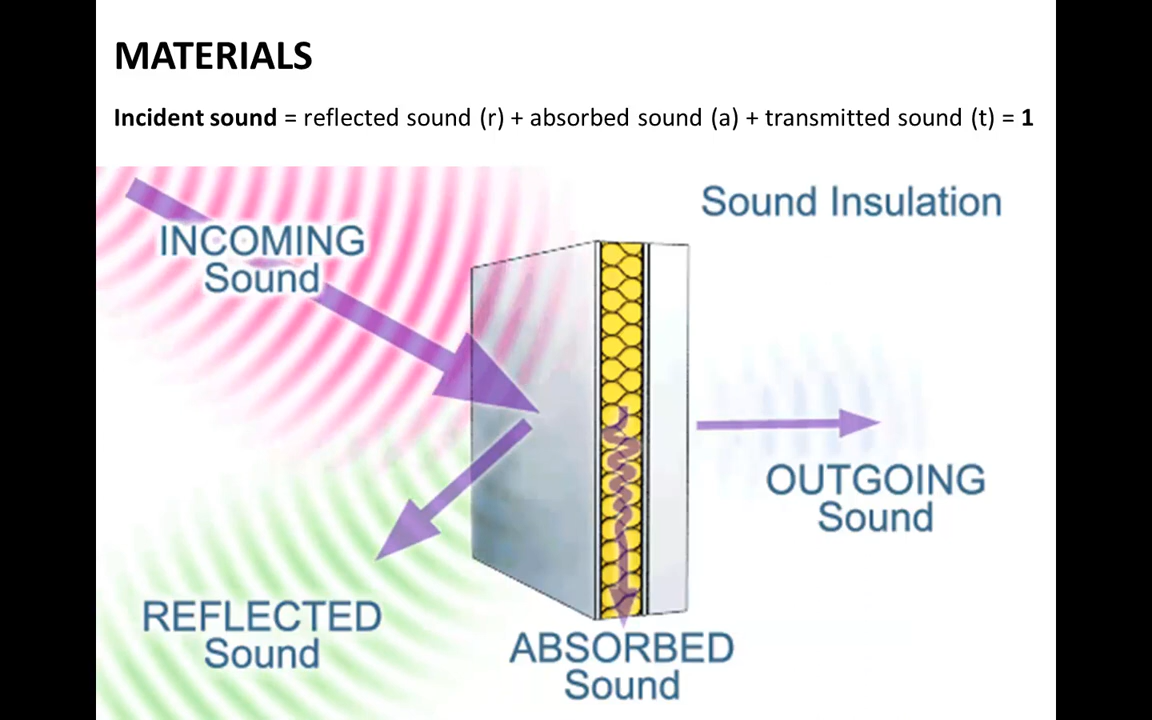 MATERIALS
Incident sound = reflected sound (r) + absorbed sound (a) + transmitted sound (t) = 1
Sound Insulation
INCOMING
Sound
OUTGOING
Sound
REFLECTED
Sound
ABSORBED
Sound